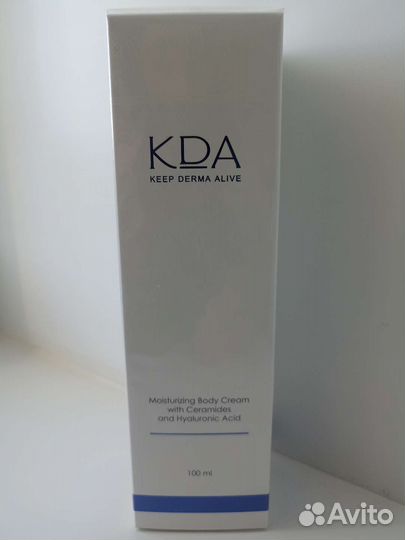 KDA
KEEP DERMA ALIVE
Moisturizing Body Cream
with Ceramides
and Hyaluronic Acid
100 ml
Avito